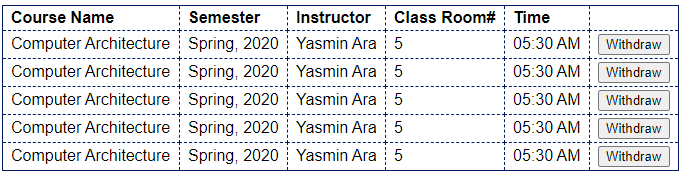 Course Name Semester Instructor Class Room# Time
Computer Architecture Spring, 2020 Yasmin Ara 5 05:30 AM Withdraw
Computer Architecture Spring, 2020 Yasmin Ara 5 05:30 AM Withdraw
Computer Architecture Spring, 2020 Yasmin Ara 5 05:30 AM Withdraw
Computer Architecture Spring, 2020 Yasmin Ara 5 05:30 AM Withdraw
Computer Architecture Spring, 2020 Yasmin Ara 5 05:30 AM Withdraw